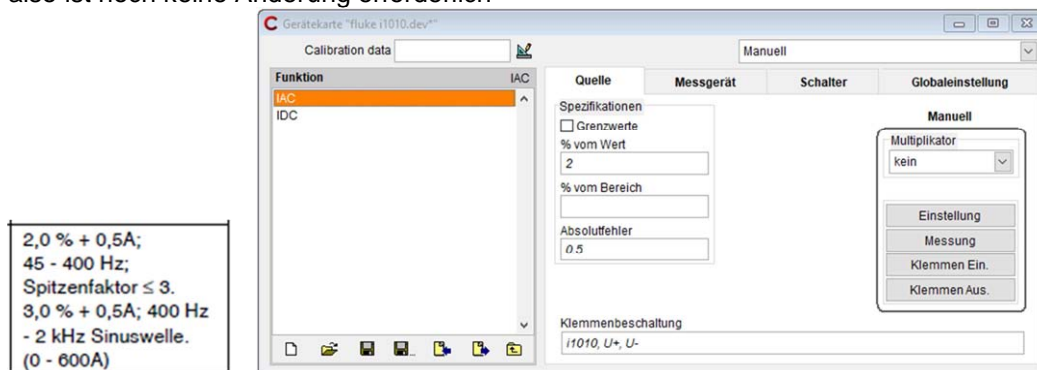 also ist noch keine Änderung erforderlich
Gerätekarte "fluke i1010.dev*"
Calibration data
Manuell
Funktion IAC
IAC
IDC
Quelle Messgerät Schalter Globaleinstellung
Spezifikationen
Grenzwerte
% vom Wert
2
% vom Bereich
Absolutfehler
0.5
Manuell
Multiplikator
kein
Einstellung
Messung
Klemmen Ein.
Klemmen Aus.
Klemmenbeschaltung
i1010, U+, U-
2,0 % + 0,5A;
45 - 400 Hz;
Spitzenfaktor ≤ 3.
3,0 % + 0,5A; 400 Hz
- 2 kHz Sinuswelle.
(0 - 600A)